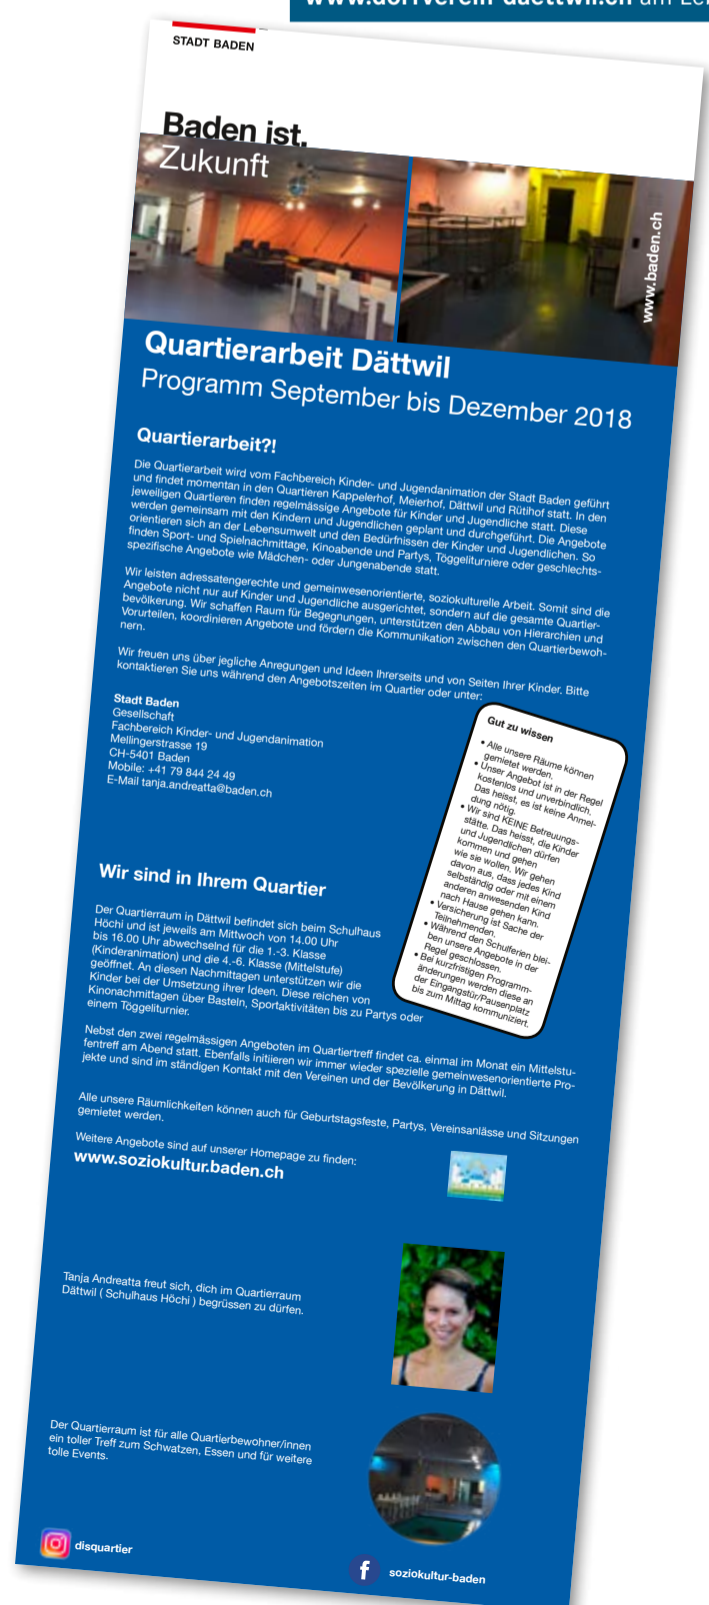 www.dorfverein-daettwil.ch
STADT BADEN
Baden ist.
Zukunft
www.baden.ch
Quartierarbeit Dättwil
Programm September bis Dezember 2018
Quartierarbeit?!
Die Quartierarbeit wird vom Fachbereich Kinder- und Jugendanimation der Stadt Baden geführt
und findet momentan in den Quartieren Kappelerhof, Meierhof, Dättwil und Rütihof statt. In den
jeweiligen Quartieren finden regelmässige Angebote für Kinder und Jugendliche statt. Diese
werden gemeinsam mit den Kindern und Jugendlichen geplant und durchgeführt. Die Angebote
orientieren sich an der Lebensumwelt und den Bedürfnissen der Kinder und Jugendlichen. So
finden Sport- und Spielnachmittage, Kinoabende und Partys, Töggeliturniere oder geschlechts-
spezifische Angebote wie Mädchen- oder Jungenabende statt.
Wir leisten adressatengerechte und gemeinwesenorientierte, soziokulturelle Arbeit. Somit sind die
Angebote nicht nur auf Kinder und Jugendliche ausgerichtet, sondern auf die gesamte Quartier-
bevölkerung. Wir schaffen Raum für Begegnungen, unterstützen den Abbau von Hierarchien und
Vorurteilen, koordinieren Angebote und fördern die Kommunikation zwischen den Quartierbewoh-
nern.
Wir freuen uns über jegliche Anregungen und Ideen Ihrerseits und von Seiten Ihrer Kinder. Bitte
kontaktieren Sie uns während den Angebotszeiten im Quartier oder unter:
Stadt Baden
Gesellschaft
Fachbereich Kinder- und Jugendanimation
Mellingerstrasse 19
CH-5401 Baden
Mobile: +41 79 844 24 49
E-Mail tanja.andreatta@baden.ch
Gut zu wissen
• Alle unsere Räume können
gemietet werden.
• Unser Angebot ist in der Regel
kostenlos und unverbindlich.
Das heisst, es ist keine Anmel-
dung nötig.
• Wir sind KEINE Betreuungs-
stätte. Das heisst, die Kinder
und Jugendlichen dürfen
kommen und gehen
wie sie wollen. Wir gehen
davon aus, dass jedes Kind
selbständig oder mit einem
anderen anwesenden Kind
nach Hause gehen kann.
• Versicherung ist Sache der
Teilnehmenden.
• Während den Schulferien blei-
ben unsere Angebote in der
Regel geschlossen.
• Bei kurzfristigen Programm-
änderungen werden diese an
der Eingangstür/Pausenplatz
bis zum Mittag kommuniziert.
Wir sind in Ihrem Quartier
Der Quartierraum in Dättwil befindet sich beim Schulhaus
Höchi und ist jeweils am Mittwoch von 14.00 Uhr
bis 16.00 Uhr abwechselnd für die 1.-3. Klasse
(Kinderanimation) und die 4.-6. Klasse (Mittelstufe)
geöffnet. An diesen Nachmittagen unterstützen wir die
Kinder bei der Umsetzung ihrer Ideen. Diese reichen von
Kinonachmittagen über Basteln, Sportaktivitäten bis zu Partys oder
einem Töggeliturnier.
Nebst den zwei regelmässigen Angeboten im Quartiertreff findet ca. einmal im Monat ein Mittelstu-
fentreff am Abend statt. Ebenfalls initiieren wir immer wieder spezielle gemeinwesenorientierte Pro-
jekte und sind im ständigen Kontakt mit den Vereinen und der Bevölkerung in Dättwil.
Alle unsere Räumlichkeiten können auch für Geburtstagsfeste, Partys, Vereinsanlässe und Sitzungen
gemietet werden.
Weitere Angebote sind auf unserer Homepage zu finden:
www.soziokultur.baden.ch
Tanja Andreatta freut sich, dich im Quartierraum
Dättwil ( Schulhaus Höchi ) begrüssen zu dürfen.
Der Quartierraum ist für alle Quartierbewohner/innen
ein toller Treff zum Schwatzen, Essen und für weitere
tolle Events.
disquartier
soziokultur-baden